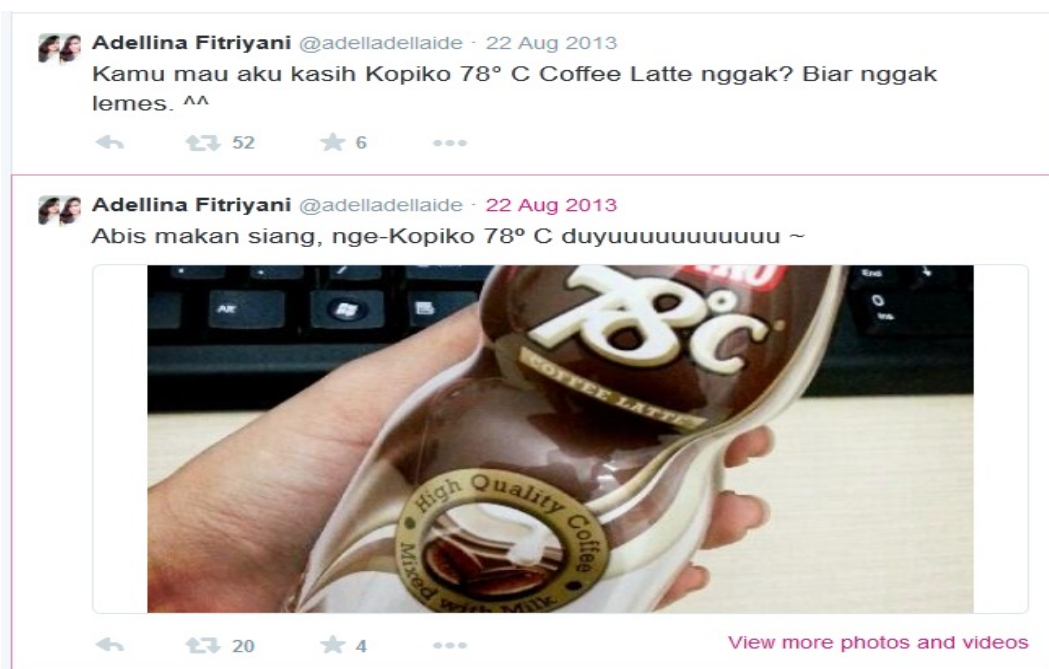 Adellina Fitriyani @adelladellaide · 22 Aug 2013
Kamu mau aku kasih Kopiko 78° C Coffee Latte nggak? Biar nggak
lemes. ^^
52 6
Adellina Fitriyani @adelladellaide · 22 Aug 2013
Abis makan siang, nge-Kopiko 78º C duyuuuuuuuuuuu ~
End
Alt
0
Ins
78°C
COFFEE LATTE
High Quality Coffee
Mixed with Milk
20 4
View more photos and videos